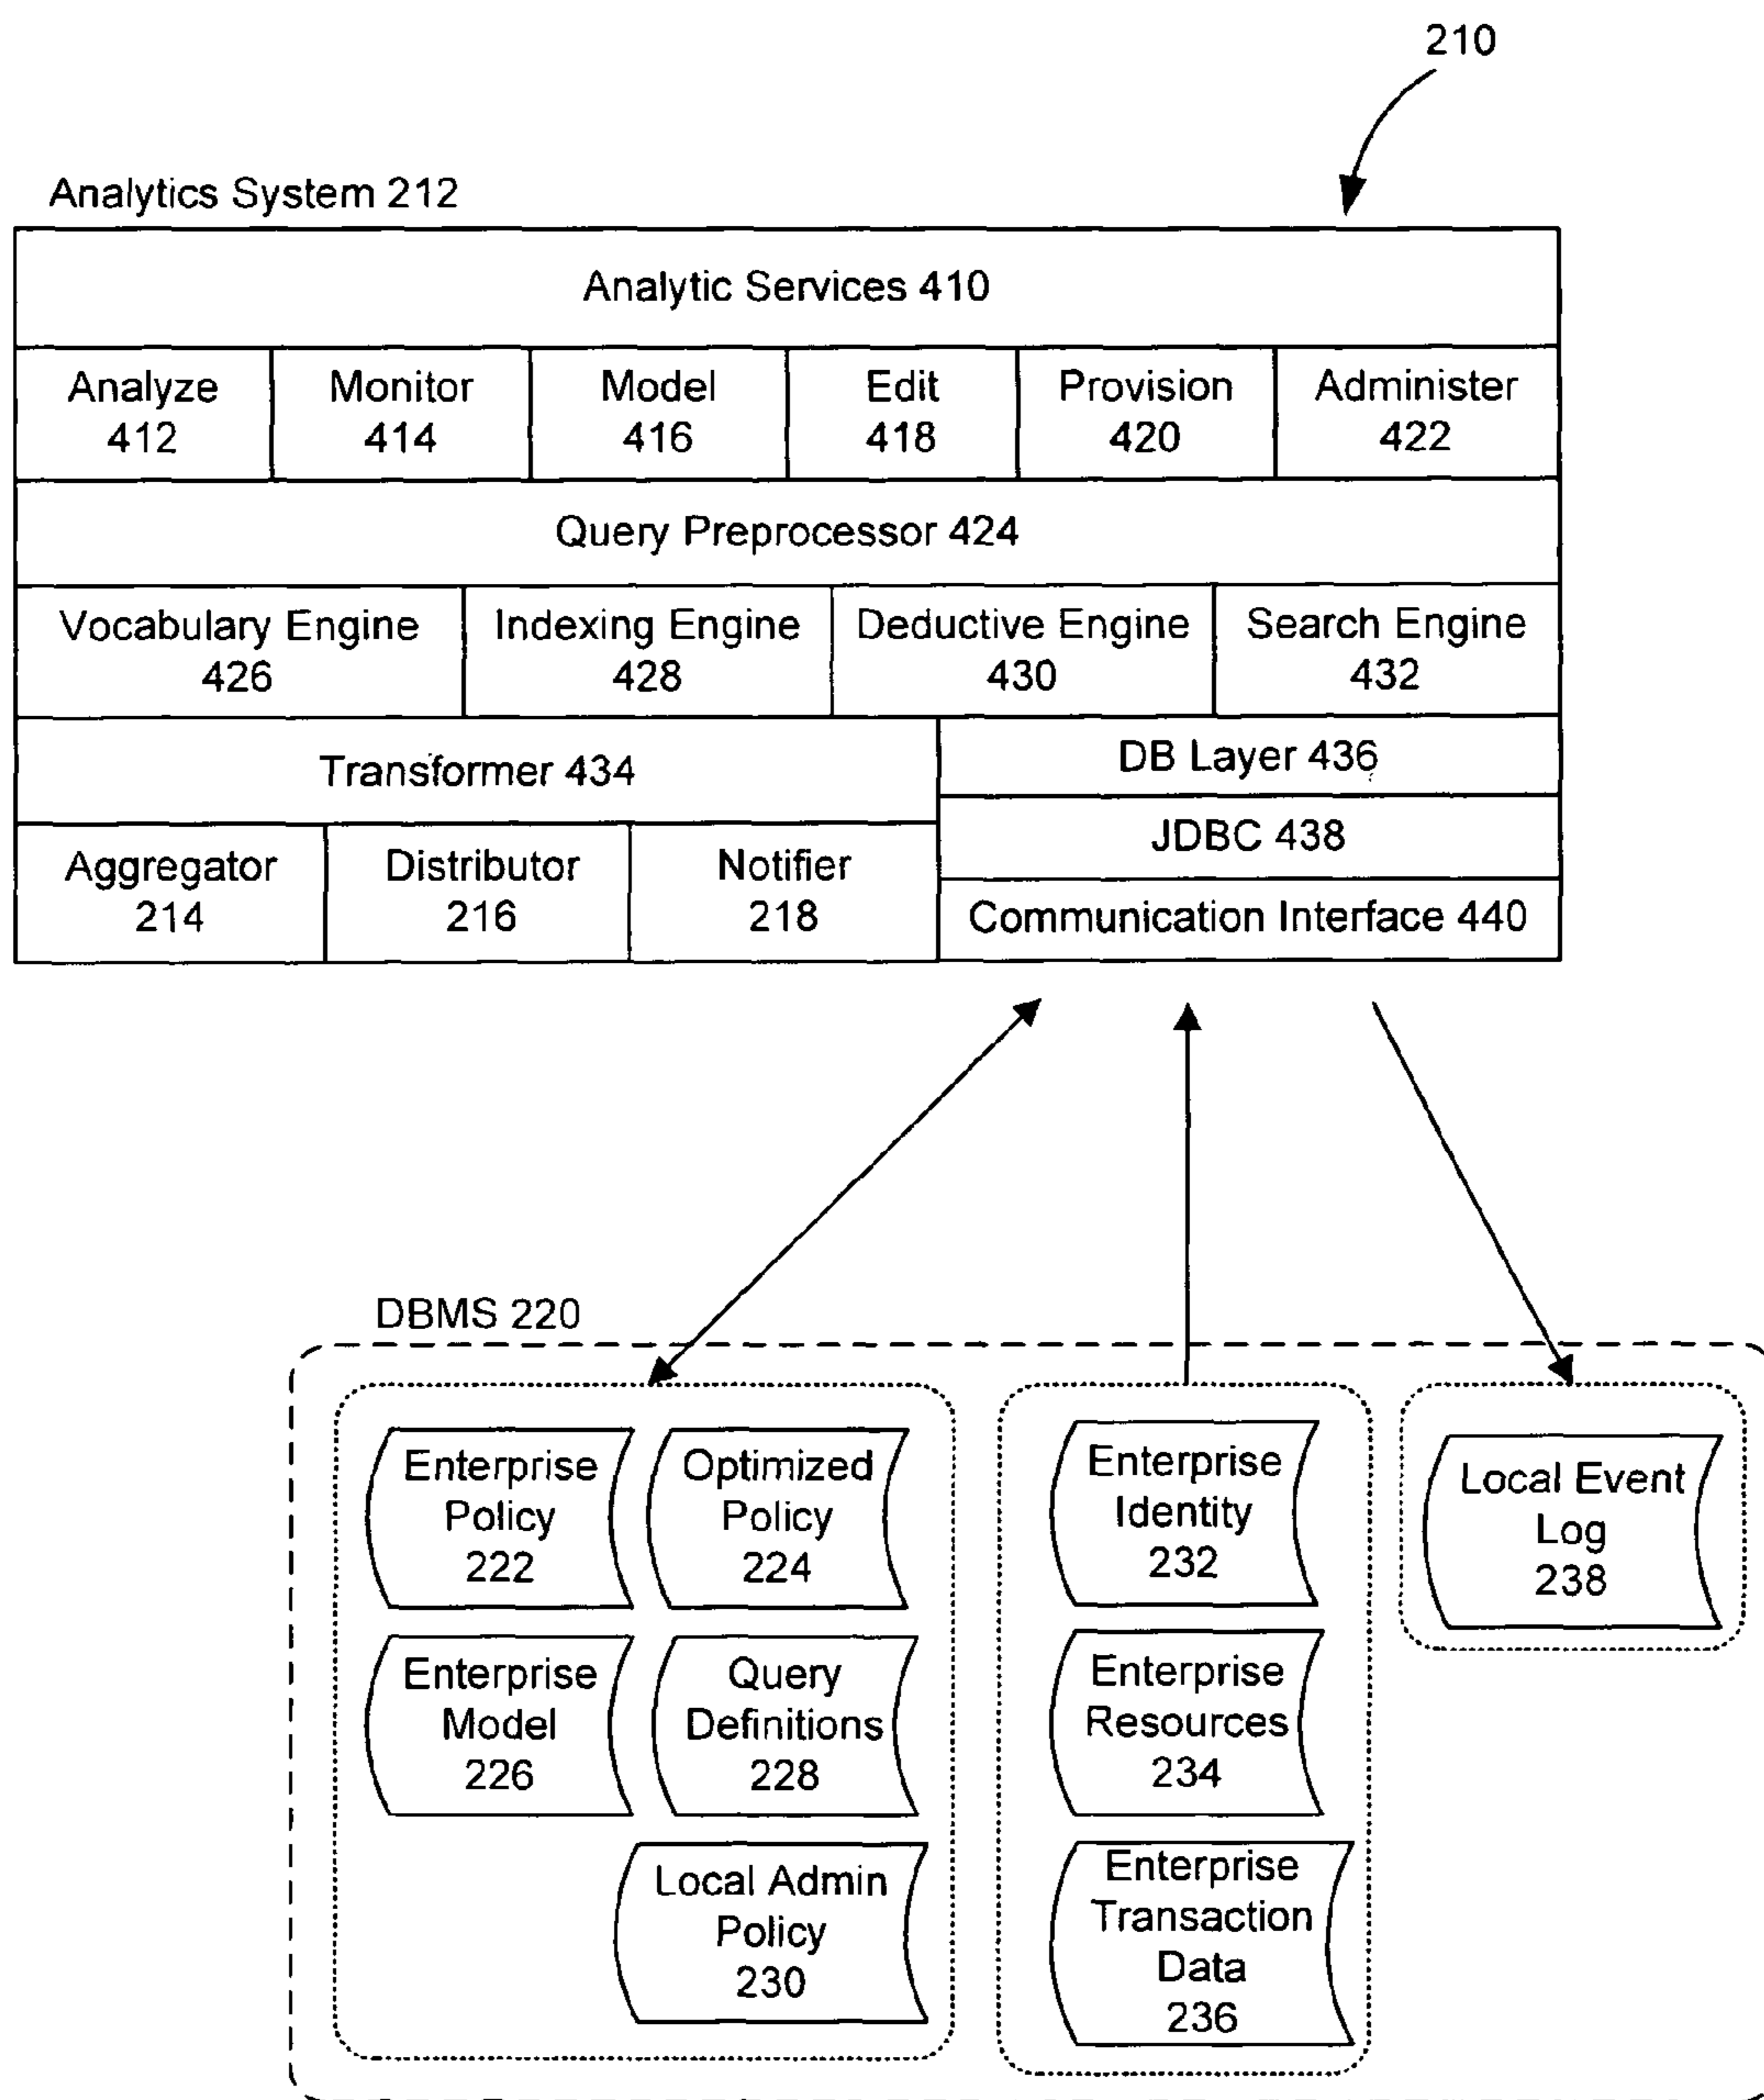 210
Analytics System 212
Analytic Services 410
Analyze
412
Monitor
414
Model
416
Edit
418
Provision
420
Administer
422
Query Preprocessor 424
Vocabulary Engine
426
Indexing Engine
428
Deductive Engine
430
Search Engine
432
Transformer 434
DB Layer 436
JDBC 438
Communication Interface 440
Aggregator
214
Distributor
216
Notifier
218
DBMS 220
Enterprise
Policy
222
Optimized
Policy
224
Enterprise
Model
226
Query
Definitions
228
Local Admin
Policy
230
Enterprise
Identity
232
Enterprise
Resources
234
Enterprise
Transaction
Data
236
Local Event
Log
238